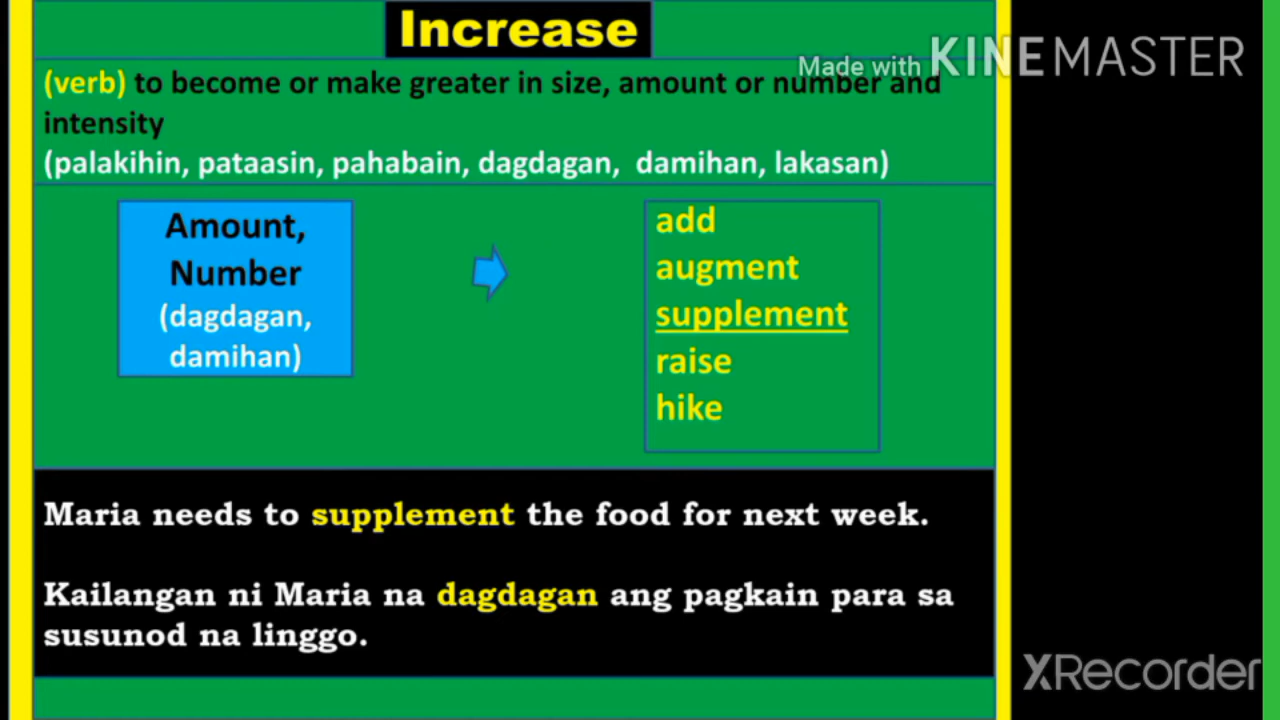 Increase
Made with KINEMASTER
(verb) to become or make greater in size, amount or number and
intensity
(palakihin, pataasin, pahabain, dagdagan, damihan, lakasan)
Amount,
Number
(dagdagan,
damihan)
add
augment
supplement
raise
hike
Maria needs to supplement the food for next week.
Kailangan ni Maria na dagdagan ang pagkain para sa
susunod na linggo.
XRecorder